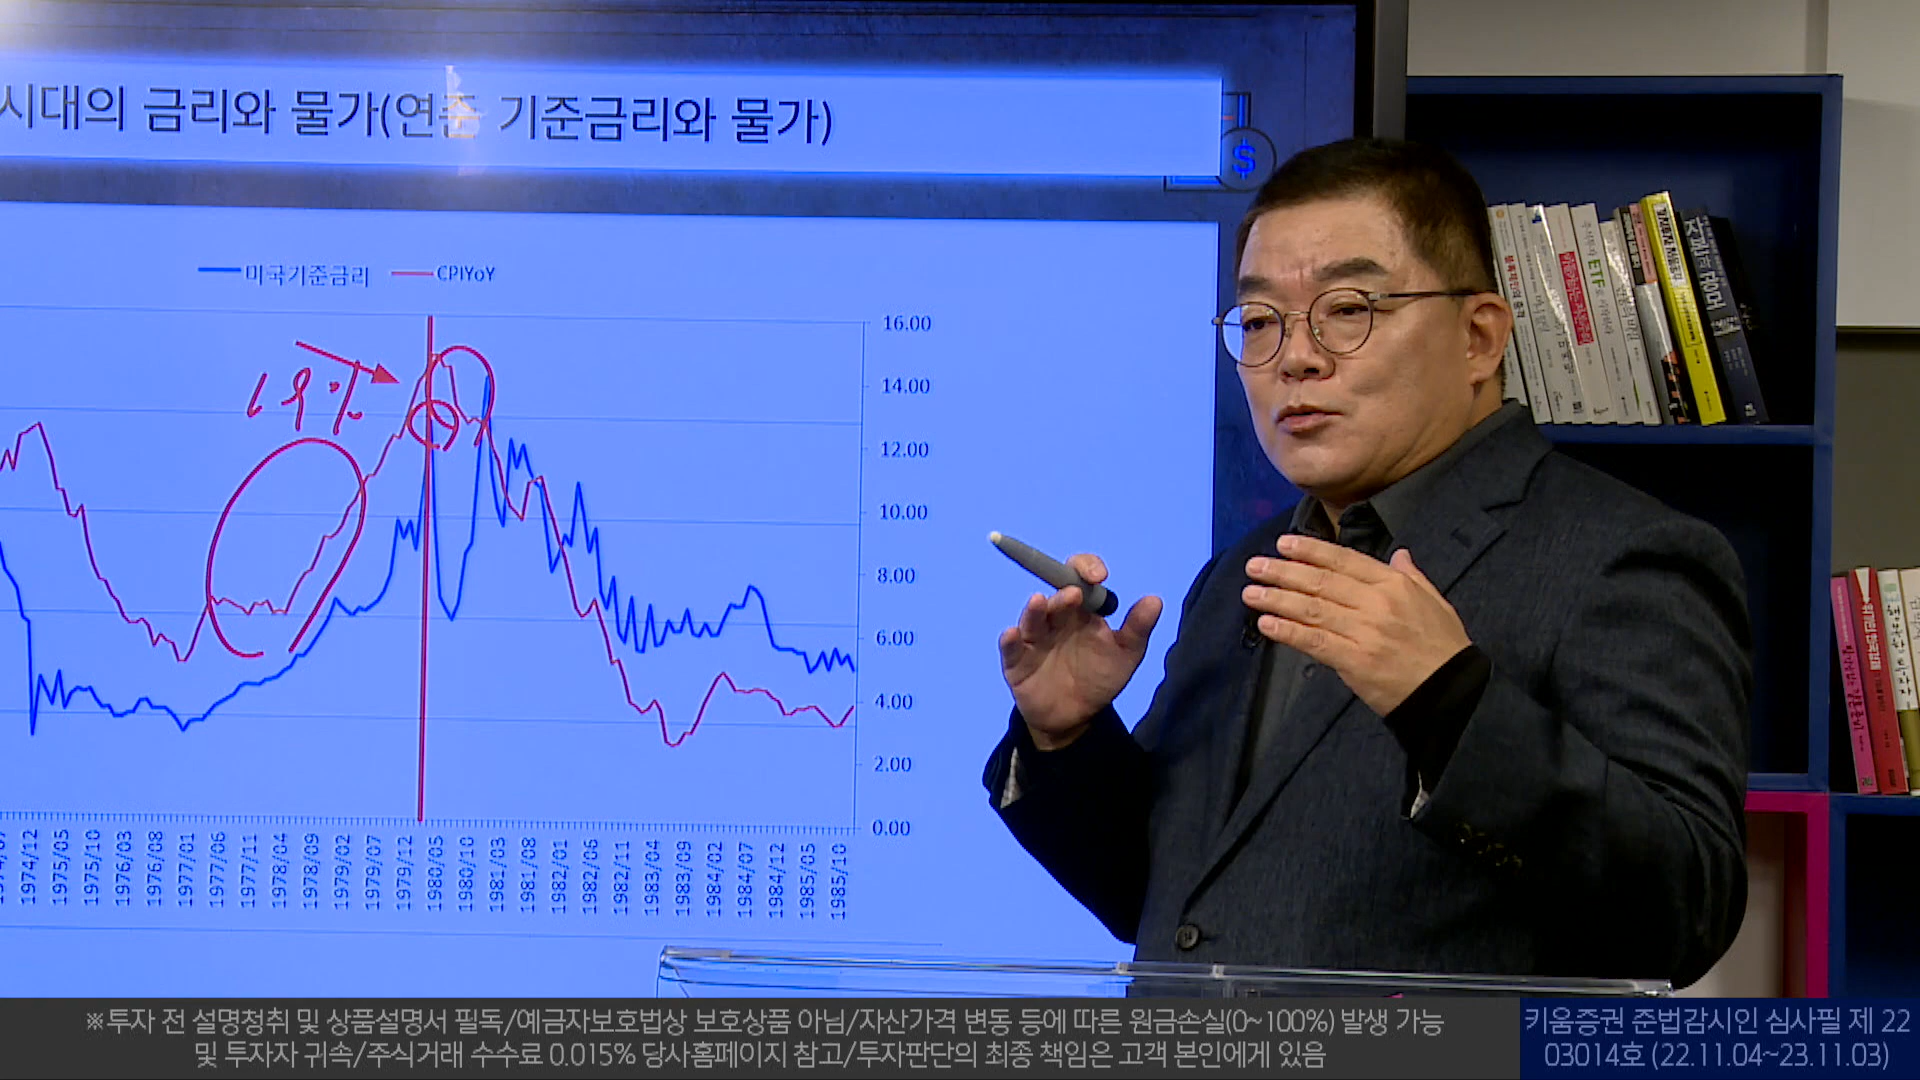 시대의 금리와 물가(연준 기준금리와 물가)
$
미국기준금리 CPIYoY
19%
16.00
14.00
12.00
10.00
8.00
6.00
4.00
2.00
0.00
1974/12 1975/05 1975/10 1976/03 1976/08 1977/01 1977/06 1977/11 1978/04 1978/09 1979/02 1979/07 1979/12 1980/05 1980/10 1981/03 1981/08 1982/01 1982/06 1982/11 1983/04 1983/09 1984/02 1984/07 1984/12 1985/05 1985/10
ETF
※투자 전 설명청취 및 상품설명서 필독/예금자보호법상 보호상품 아님/자산가격 변동 등에 따른 원금손실(0~100%) 발생 가능
및 투자자 귀속/주식거래 수수료 0.015% 당사홈페이지 참고/투자판단의 최종 책임은 고객 본인에게 있음
키움증권 준법감시인 심사필 제 22
03014호 (22.11.04~23.11.03)